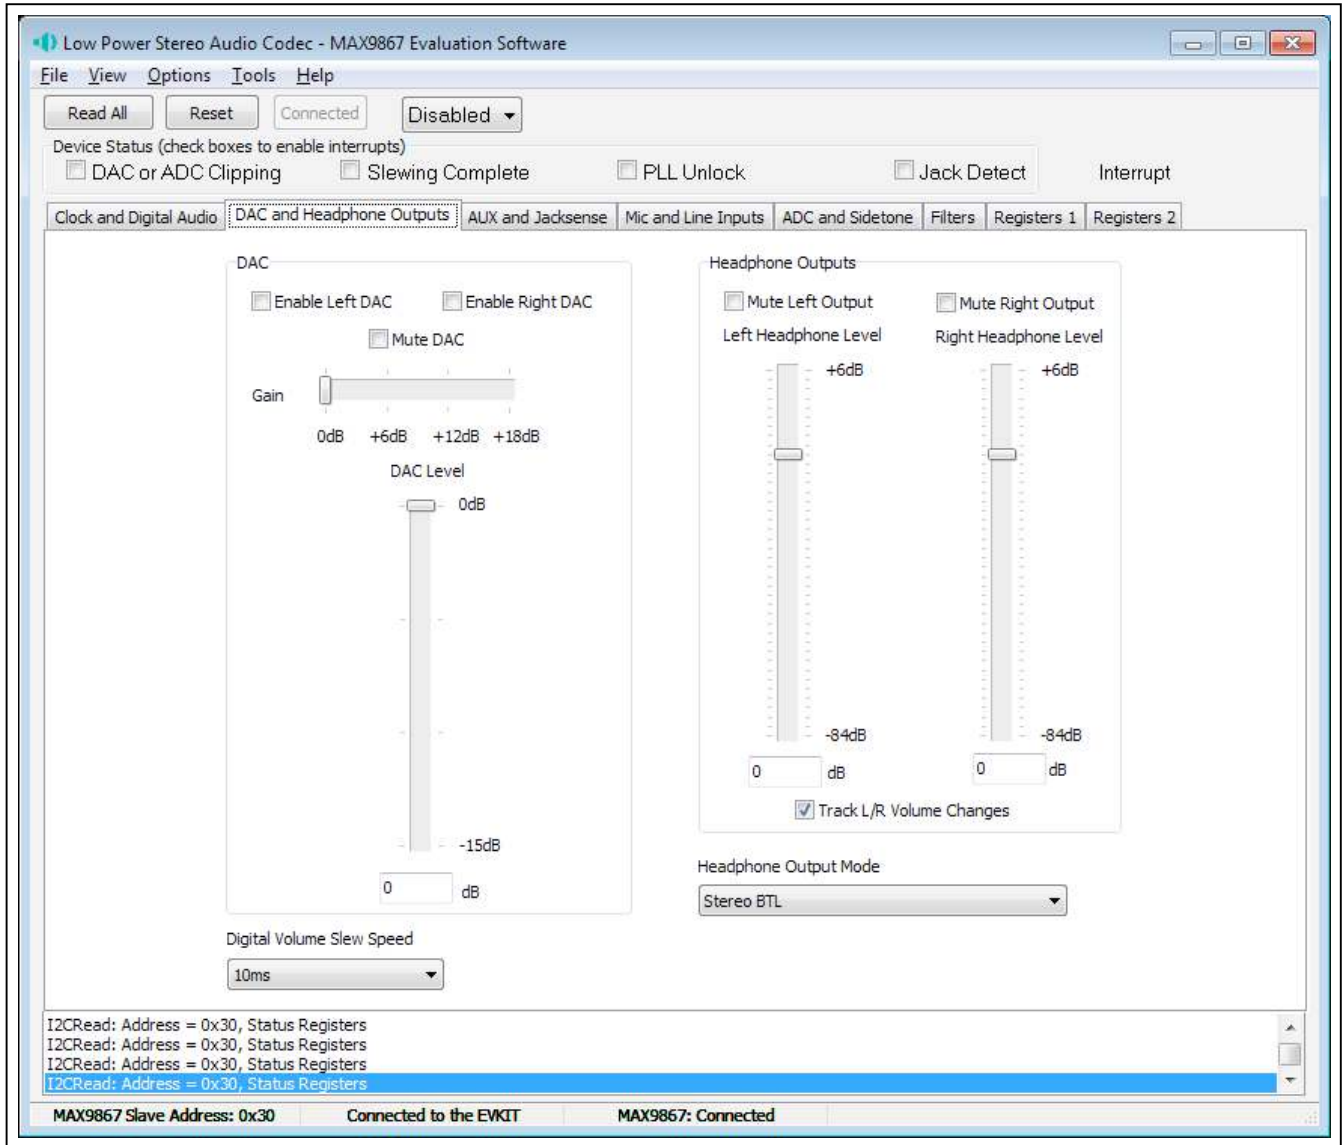 Low Power Stereo Audio Codec - MAX9867 Evaluation Software
File View Options Tools Help
Read All Reset Connected Disabled
Device Status (check boxes to enable interrupts)
DAC or ADC Clipping Slewing Complete PLL Unlock Jack Detect Interrupt
Clock and Digital Audio DAC and Headphone Outputs AUX and Jacksense Mic and Line Inputs ADC and Sidetone Filters Registers 1 Registers 2
DAC
Enable Left DAC Enable Right DAC
Mute DAC
Gain
0dB +6dB +12dB +18dB
DAC Level
0dB
-15dB
0 dB
Digital Volume Slew Speed
10ms
Headphone Outputs
Mute Left Output Mute Right Output
Left Headphone Level Right Headphone Level
+6dB +6dB
-84dB -84dB
0 dB 0 dB
Track L/R Volume Changes
Headphone Output Mode
Stereo BTL
I2CRead: Address = 0x30, Status Registers
I2CRead: Address = 0x30, Status Registers
I2CRead: Address = 0x30, Status Registers
I2CRead: Address = 0x30, Status Registers
MAX9867 Slave Address: 0x30 Connected to the EVKIT MAX9867: Connected